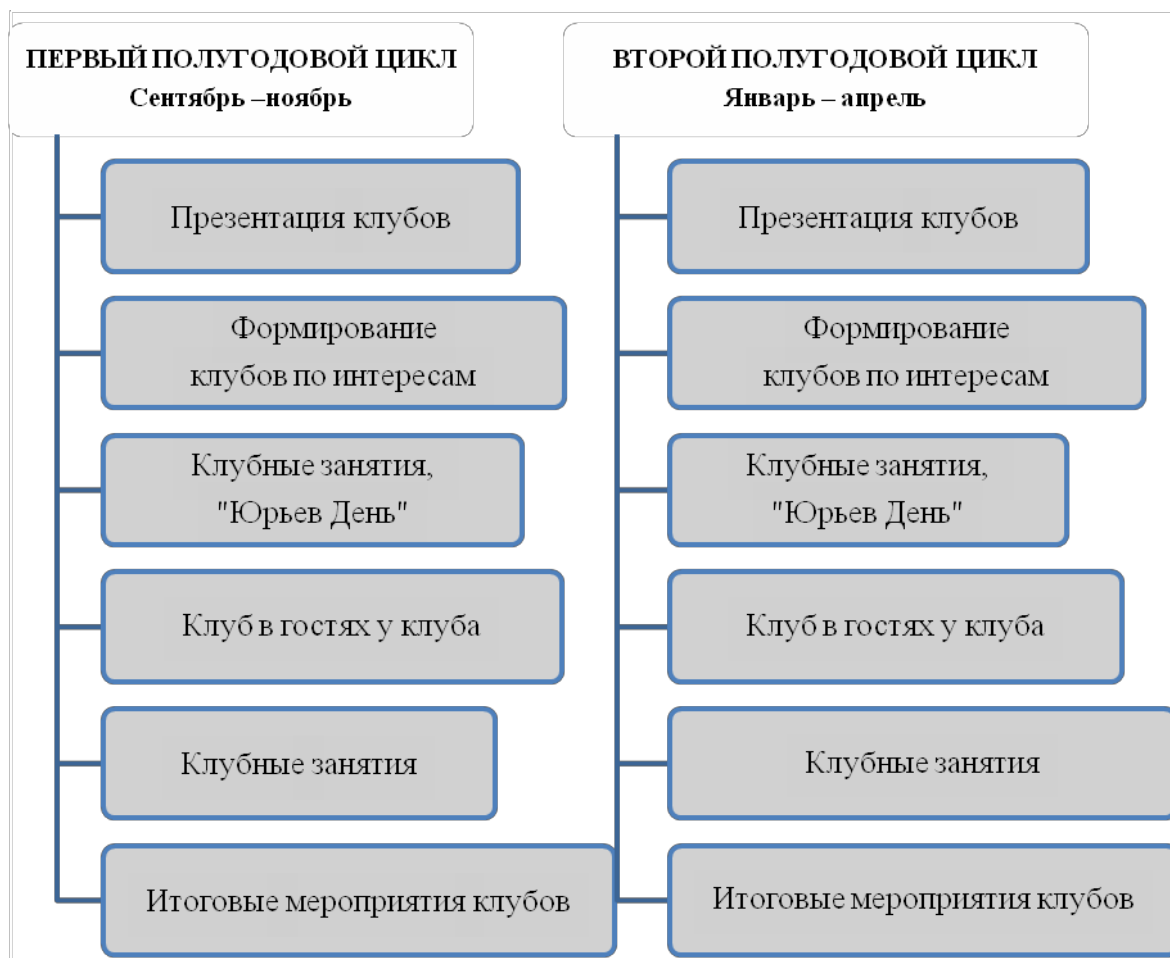 ПЕРВЫЙ ПОЛУГОДОВОЙ ЦИКЛ
Сентябрь –ноябрь
Презентация клубов
Формирование
клубов по интересам
Клубные занятия,
"Юрьев День"
Клуб в гостях у клуба
Клубные занятия
Итоговые мероприятия клубов
ВТОРОЙ ПОЛУГОДОВОЙ ЦИКЛ
Январь – апрель
Презентация клубов
Формирование
клубов по интересам
Клубные занятия,
"Юрьев День"
Клуб в гостях у клуба
Клубные занятия
Итоговые мероприятия клубов